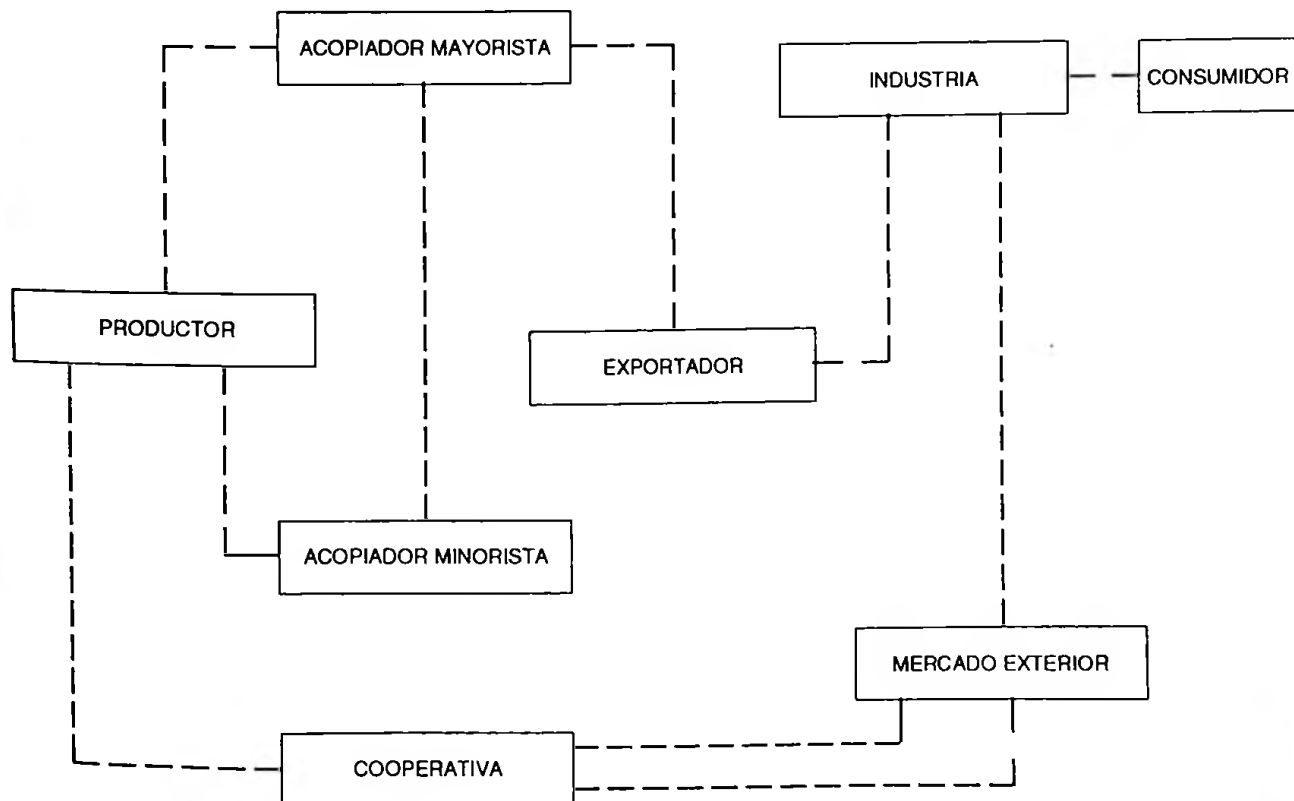 ACOPIADOR MAYORISTA
INDUSTRIA
CONSUMIDOR
PRODUCTOR
EXPORTADOR
ACOPIADOR MINORISTA
MERCADO EXTERIOR
COOPERATIVA